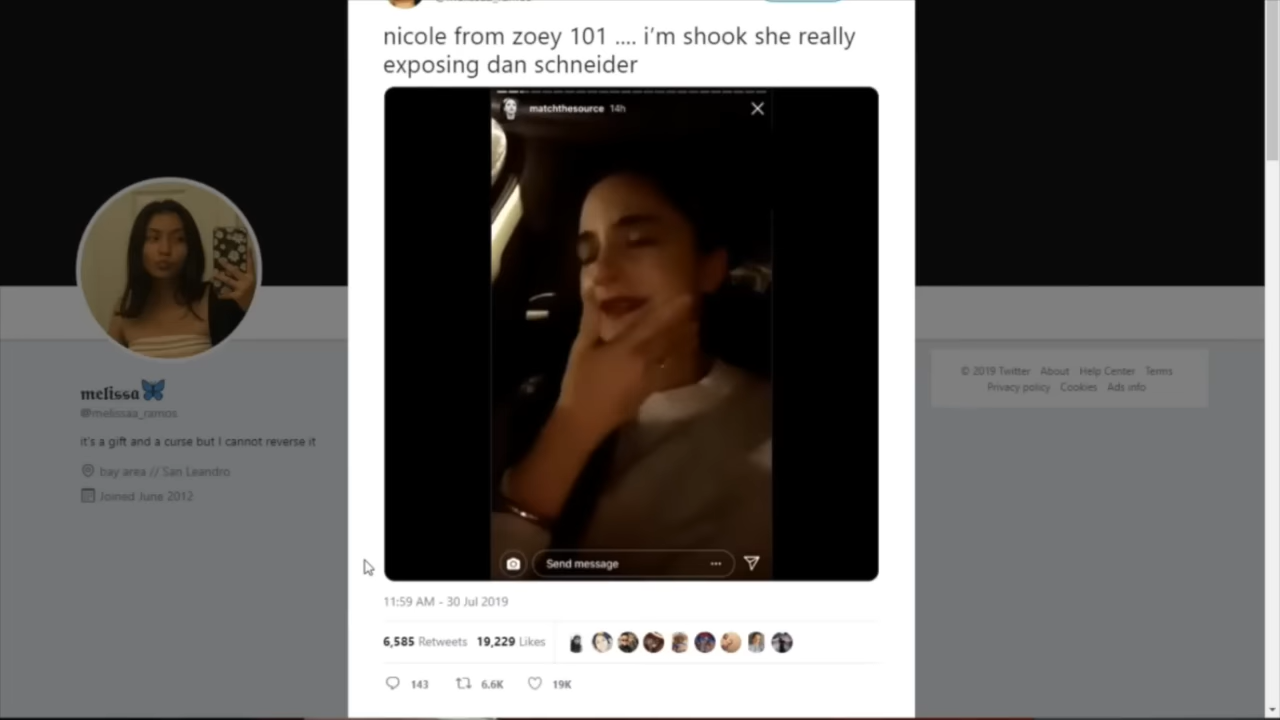 nicole from zoey 101 .... i'm shook she really
exposing dan schneider
matchthesource 14h
Send message
11:59 AM - 30 Jul 2019
6,585 Retweets 19,229 Likes
143 6.6K 19K
melissa
@melissaa_ramos
it's a gift and a curse but I cannot reverse it
bay area // San Leandro
Joined June 2012
© 2019 Twitter About Help Center Terms
Privacy policy Cookies Ads info